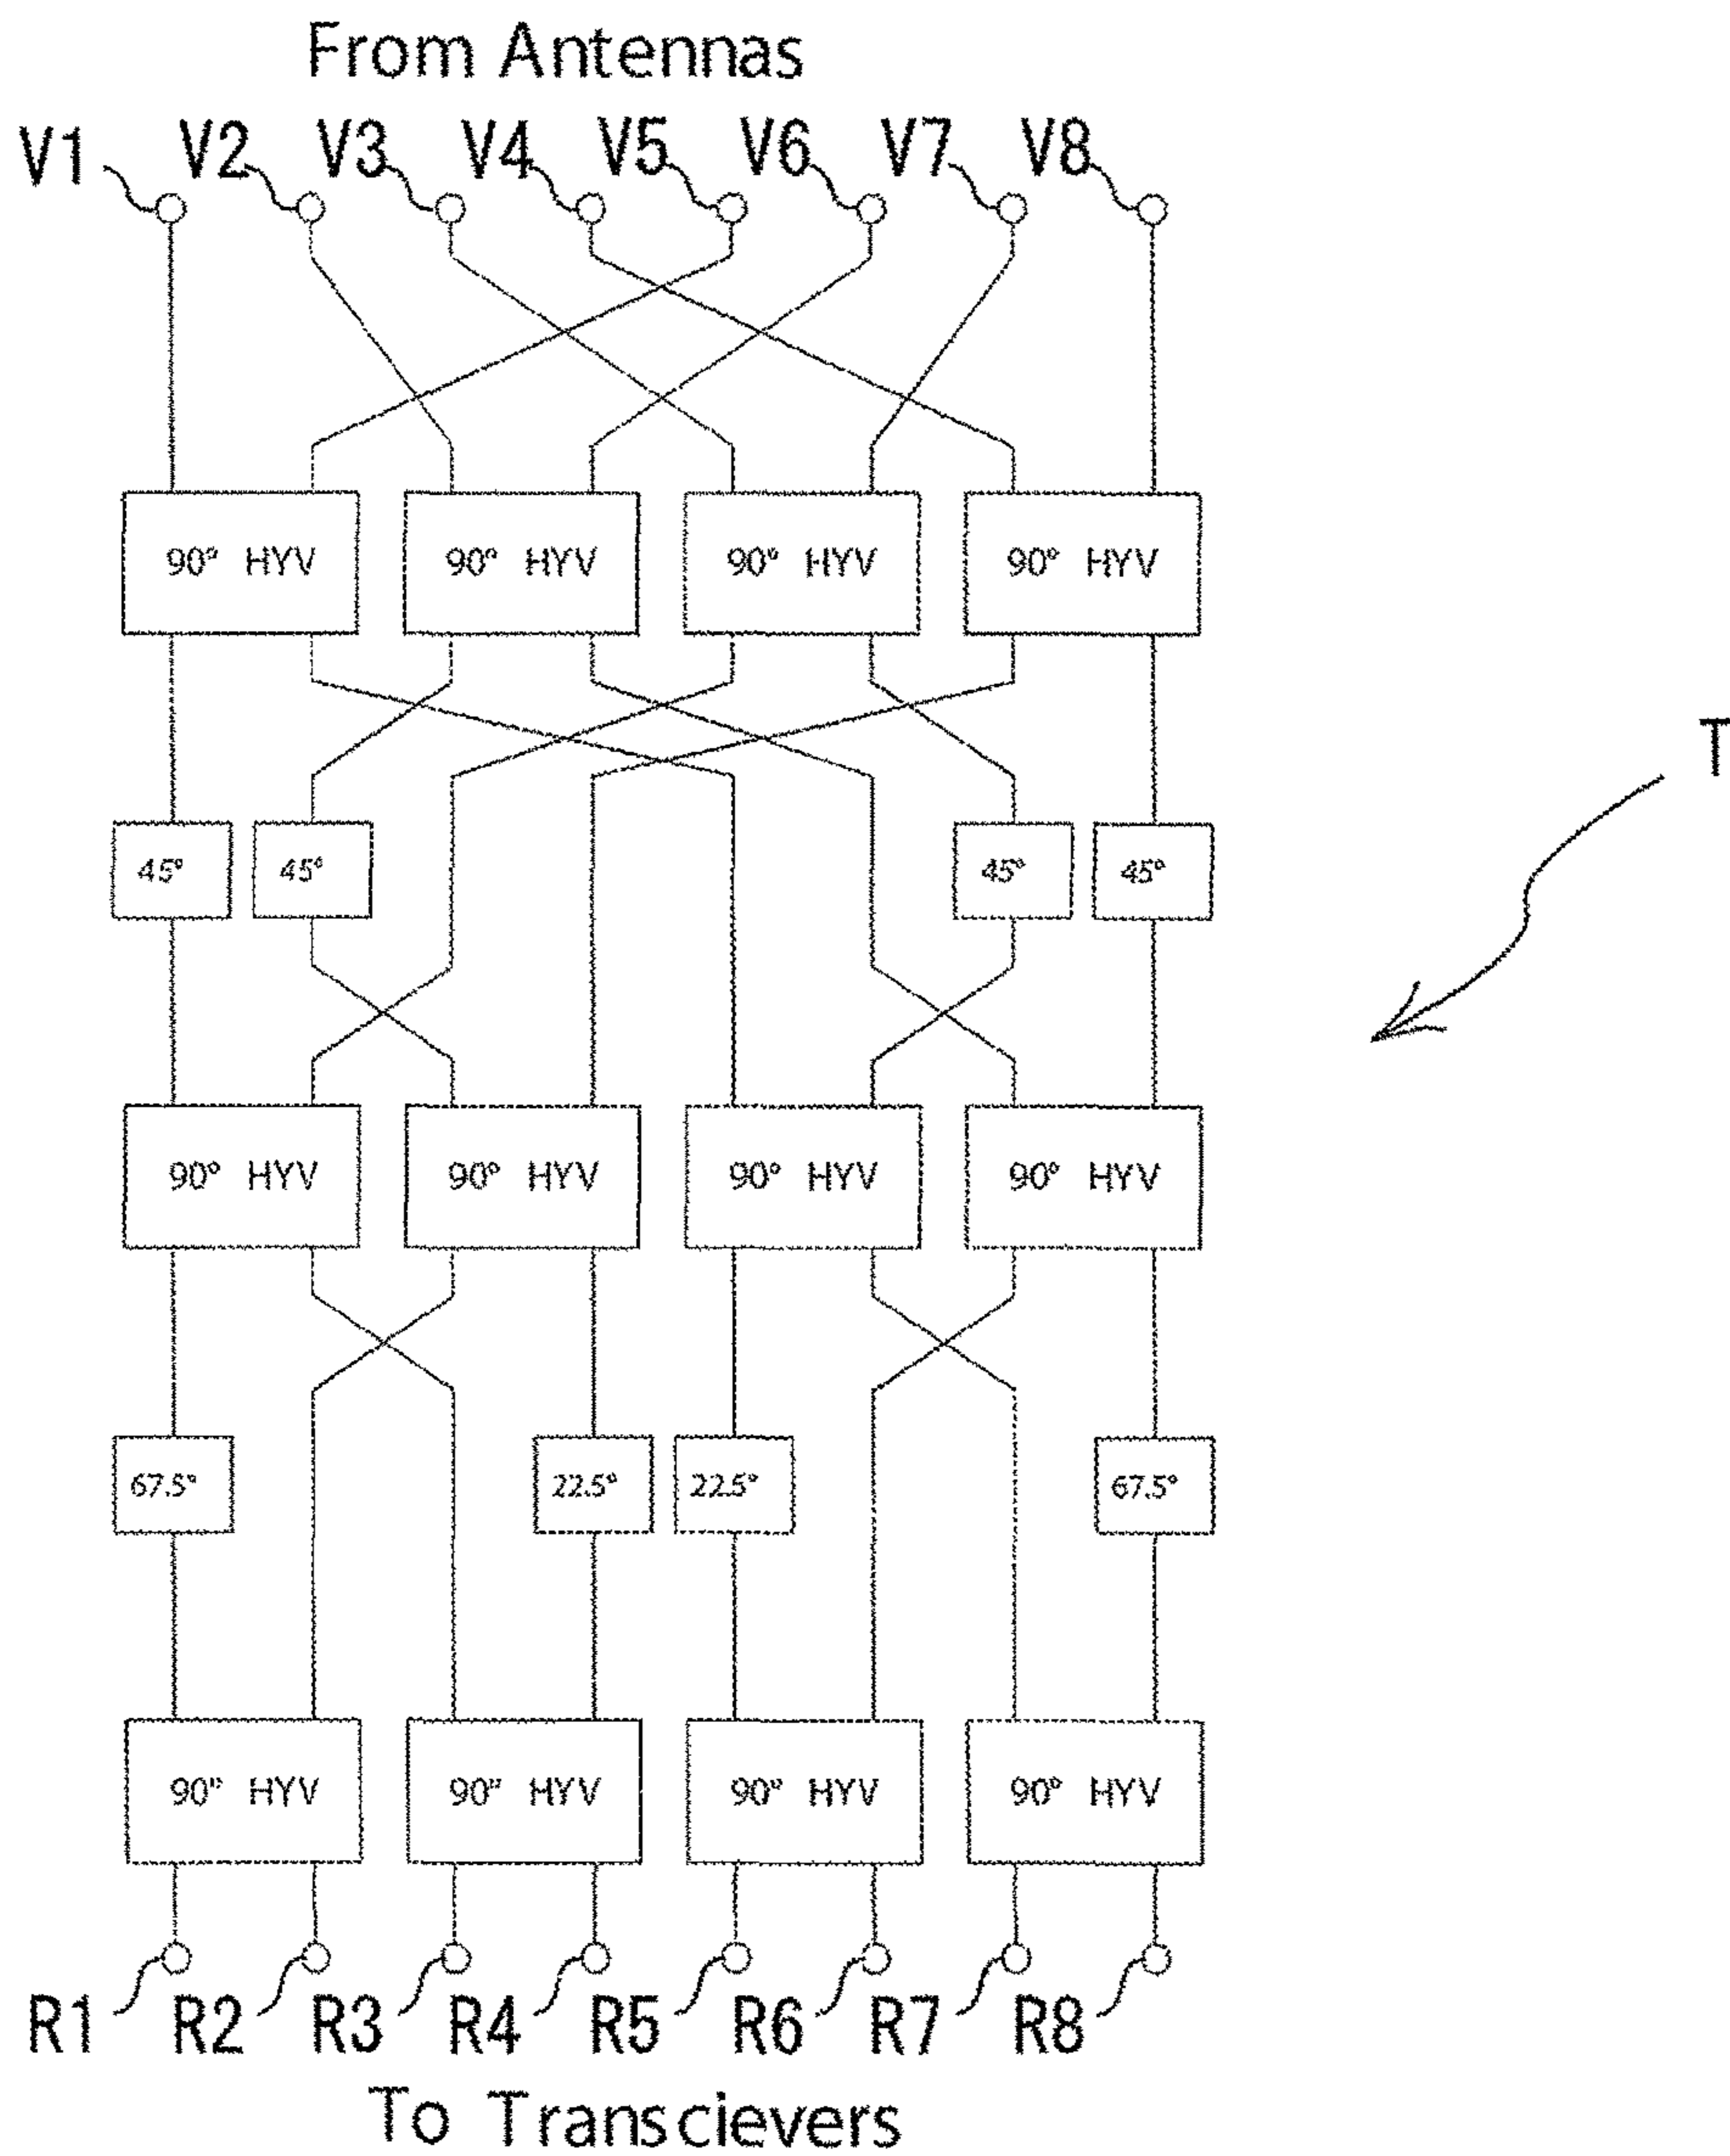 From Antennas
V1 V2 V3 V4 V5 V6 V7 V8
90° HYV 90° HYV 90° HYV 90° HYV
T
45° 45° 45° 45°
90° HYV 90° HYV 90° HYV 90° HYV
67.5° 22.5° 22.5° 67.5°
90° HYV 90° HYV 90° HYV 90° HYV
R1 R2 R3 R4 R5 R6 R7 R8
To Transcievers